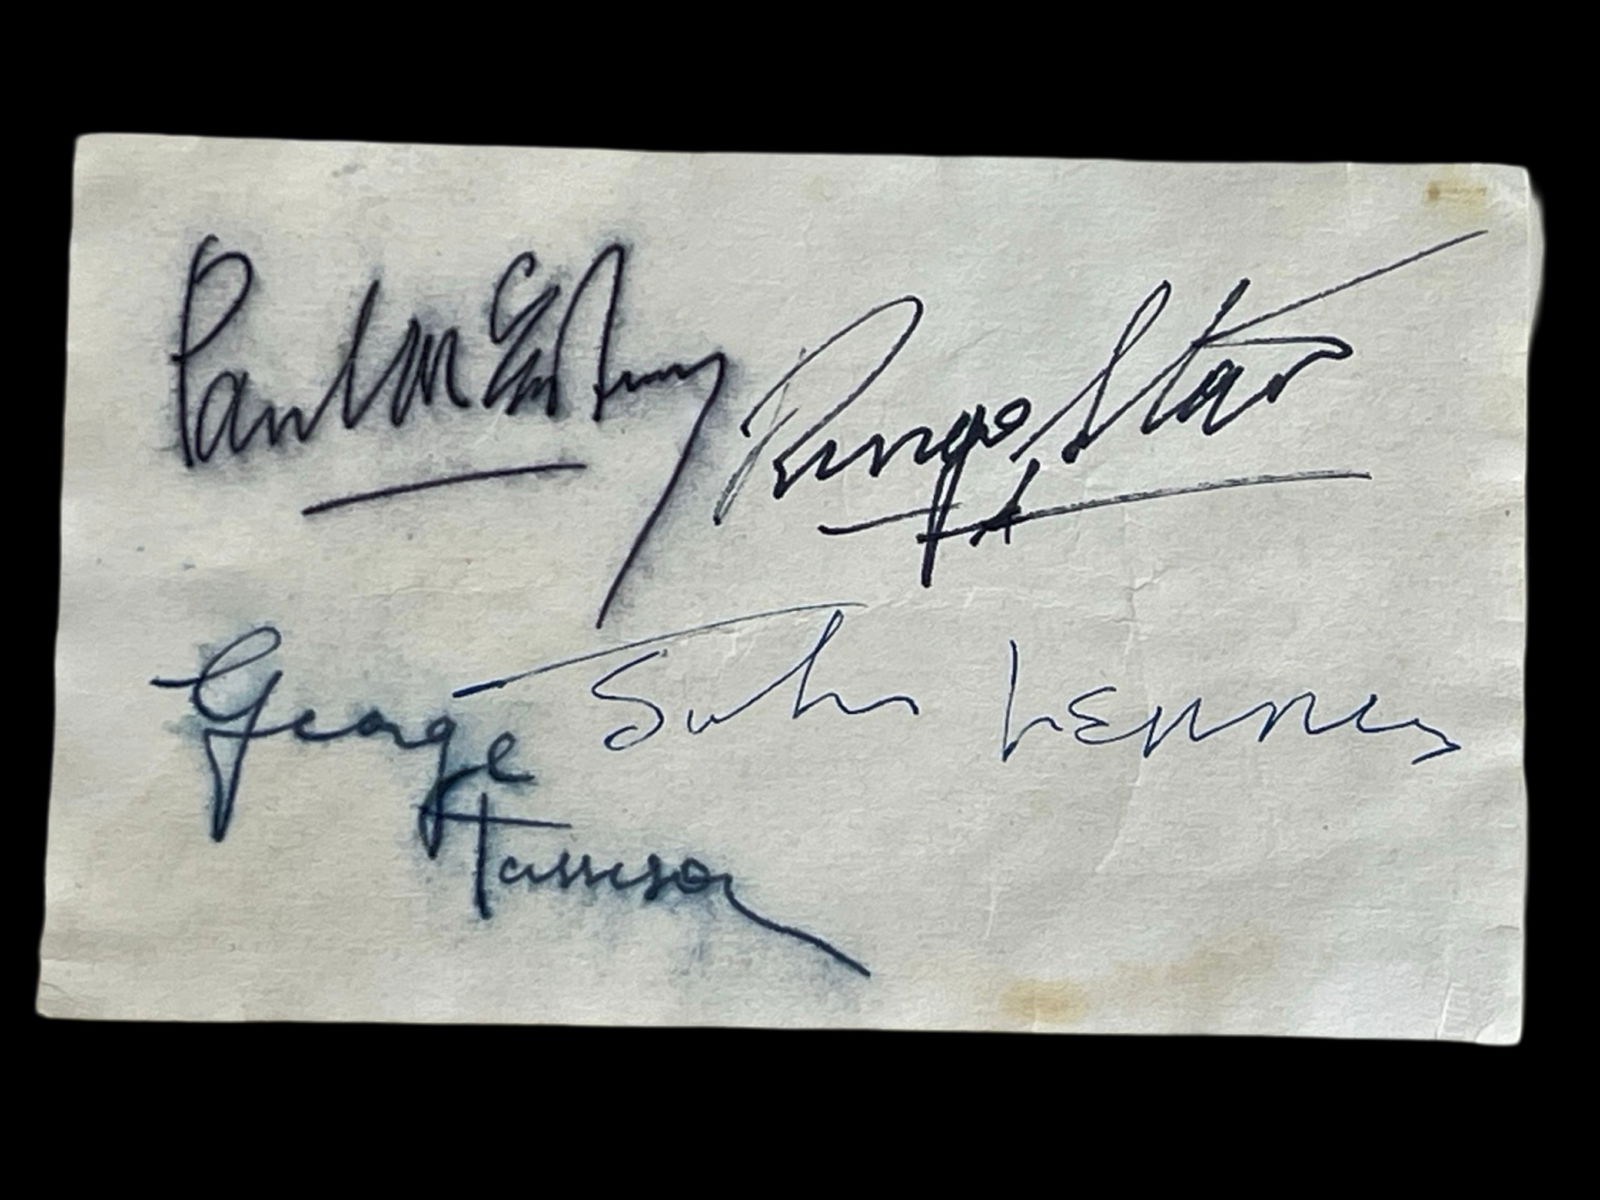 Paul McCartney
Ringo Starr
George
Harrison
John Lennon